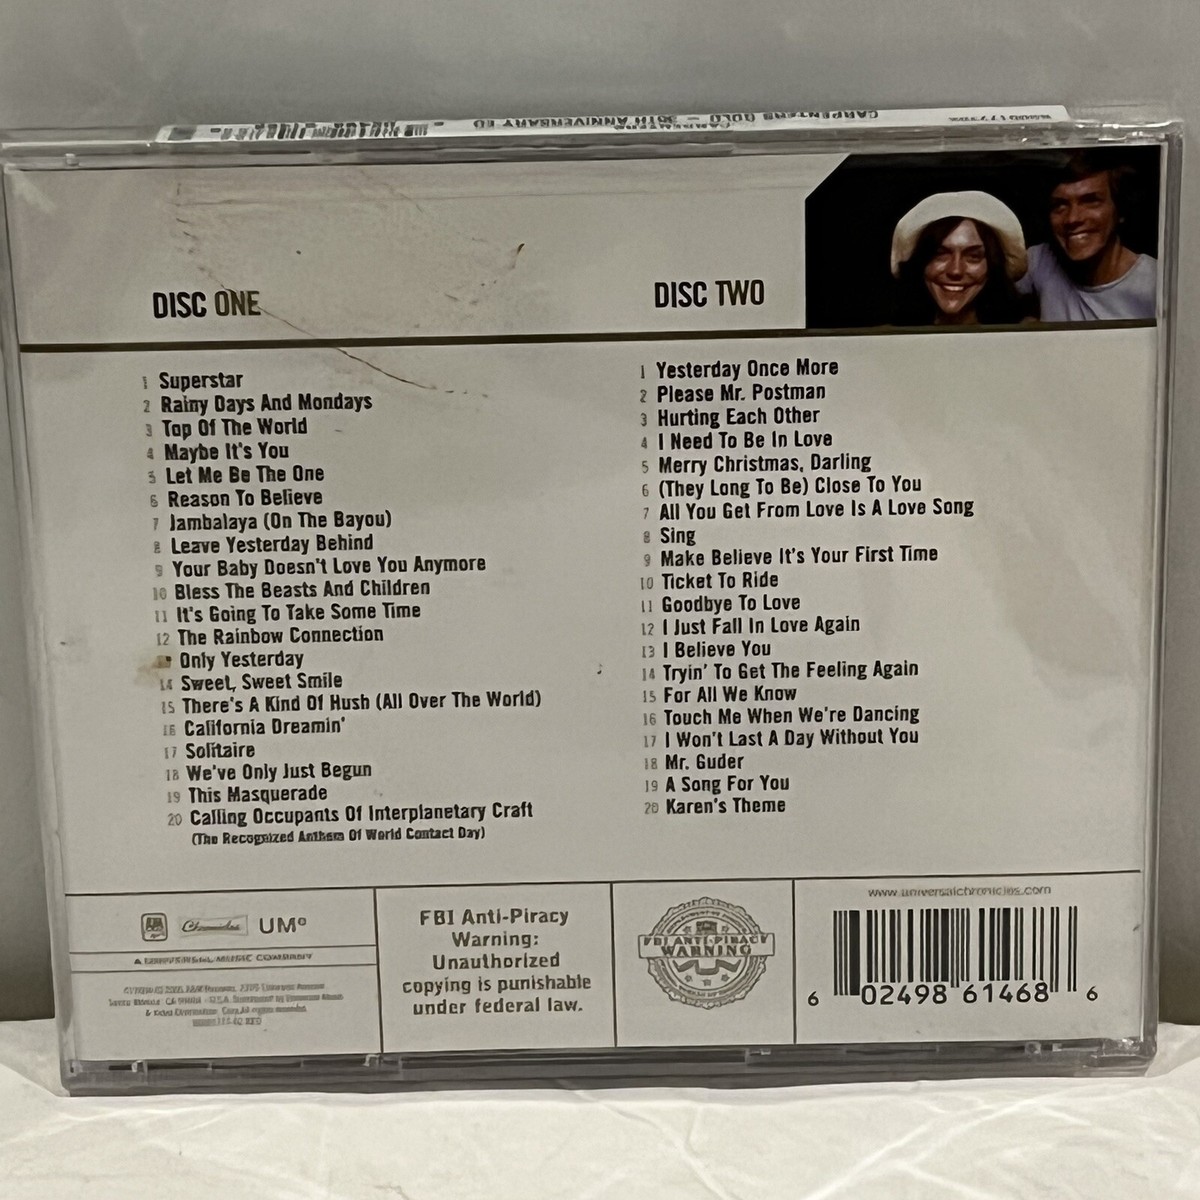 CARPENTERS GOLD - 35TH ANNIVERSARY ED
CARPENTERS
DISC ONE
1 Superstar
2 Rainy Days And Mondays
3 Top Of The World
4 Maybe It's You
5 Let Me Be The One
6 Reason To Believe
7 Jambalaya (On The Bayou)
8 Leave Yesterday Behind
9 Your Baby Doesn't Love You Anymore
10 Bless The Beasts And Children
11 It's Going To Take Some Time
12 The Rainbow Connection
Only Yesterday
14 Sweet, Sweet Smile
15 There's A Kind Of Hush (All Over The World)
16 California Dreamin'
17 Solitaire
18 We've Only Just Begun
19 This Masquerade
20 Calling Occupants Of Interplanetary Craft
(The Recognized Anthem Of World Contact Day)
DISC TWO
1 Yesterday Once More
2 Please Mr. Postman
3 Hurting Each Other
4 I Need To Be In Love
5 Merry Christmas, Darling
6 (They Long To Be) Close To You
7 All You Get From Love Is A Love Song
8 Sing
9 Make Believe It's Your First Time
10 Ticket To Ride
11 Goodbye To Love
12 I Just Fall In Love Again
13 I Believe You
14 Tryin' To Get The Feeling Again
15 For All We Know
16 Touch Me When We're Dancing
17 I Won't Last A Day Without You
18 Mr. Guder
19 A Song For You
20 Karen's Theme
Chronicles UMe
A UNIVERSAL MUSIC COMPANY
FBI Anti-Piracy
Warning:
Unauthorized
copying is punishable
under federal law.
FBI ANTI-PIRACY
WARNING
www.universalchronicles.com
6 02498 61468 6